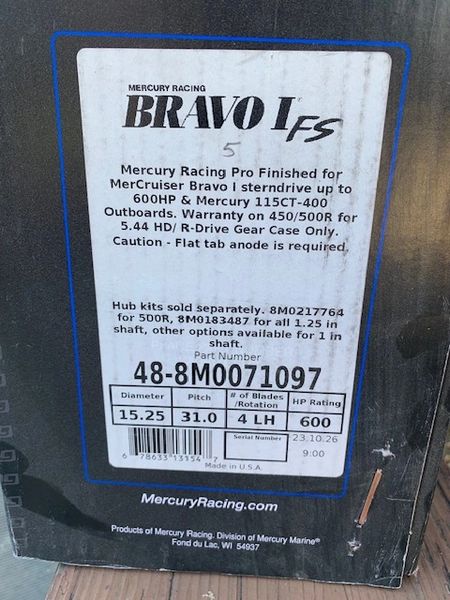 MERCURY RACING
BRAVO I FS
5
Mercury Racing Pro Finished for
MerCruiser Bravo I sterndrive up to
600HP & Mercury 115CT-400
Outboards. Warranty on 450/500R for
5.44 HD/ R-Drive Gear Case Only.
Caution - Flat tab anode is required.
Hub kits sold separately. 8M0217764
for 500R, 8M0183487 for all 1.25 in
shaft, other options available for 1 in
shaft.
Part Number
48-8M0071097
Diameter Pitch # of Blades /Rotation HP Rating
15.25 31.0 4 LH 600
Serial Number 23.10.26
9:00
6 78633 13154 7
Made in U.S.A.
MercuryRacing.com
Products of Mercury Racing. Division of Mercury Marine®
Fond du Lac, WI 54937